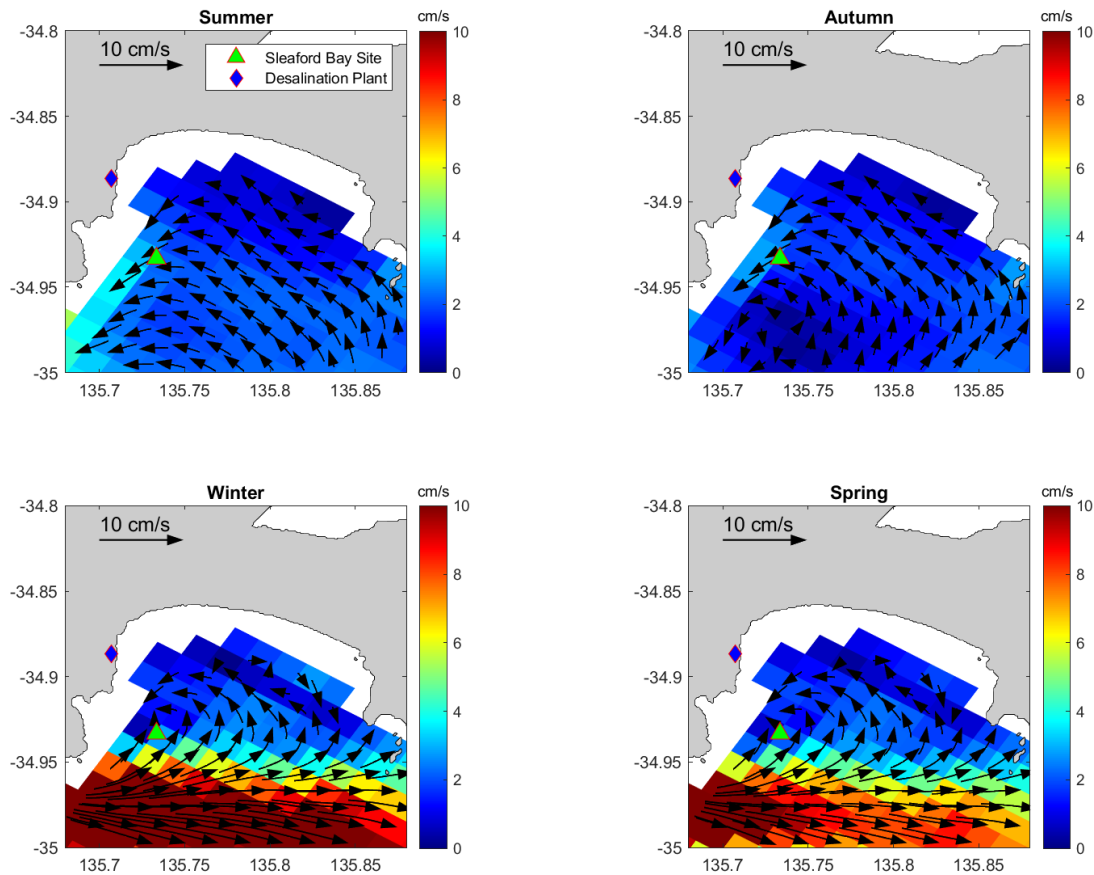 Summer
cm/s
10 cm/s
Sleaford Bay Site
Desalination Plant
-34.8
-34.85
-34.9
-34.95
-35
135.7 135.75 135.8 135.85
10
8
6
4
2
0
Autumn
cm/s
10 cm/s
-34.8
-34.85
-34.9
-34.95
-35
135.7 135.75 135.8 135.85
10
8
6
4
2
0
Winter
cm/s
10 cm/s
-34.8
-34.85
-34.9
-34.95
-35
135.7 135.75 135.8 135.85
10
8
6
4
2
0
Spring
cm/s
10 cm/s
-34.8
-34.85
-34.9
-34.95
-35
135.7 135.75 135.8 135.85
10
8
6
4
2
0